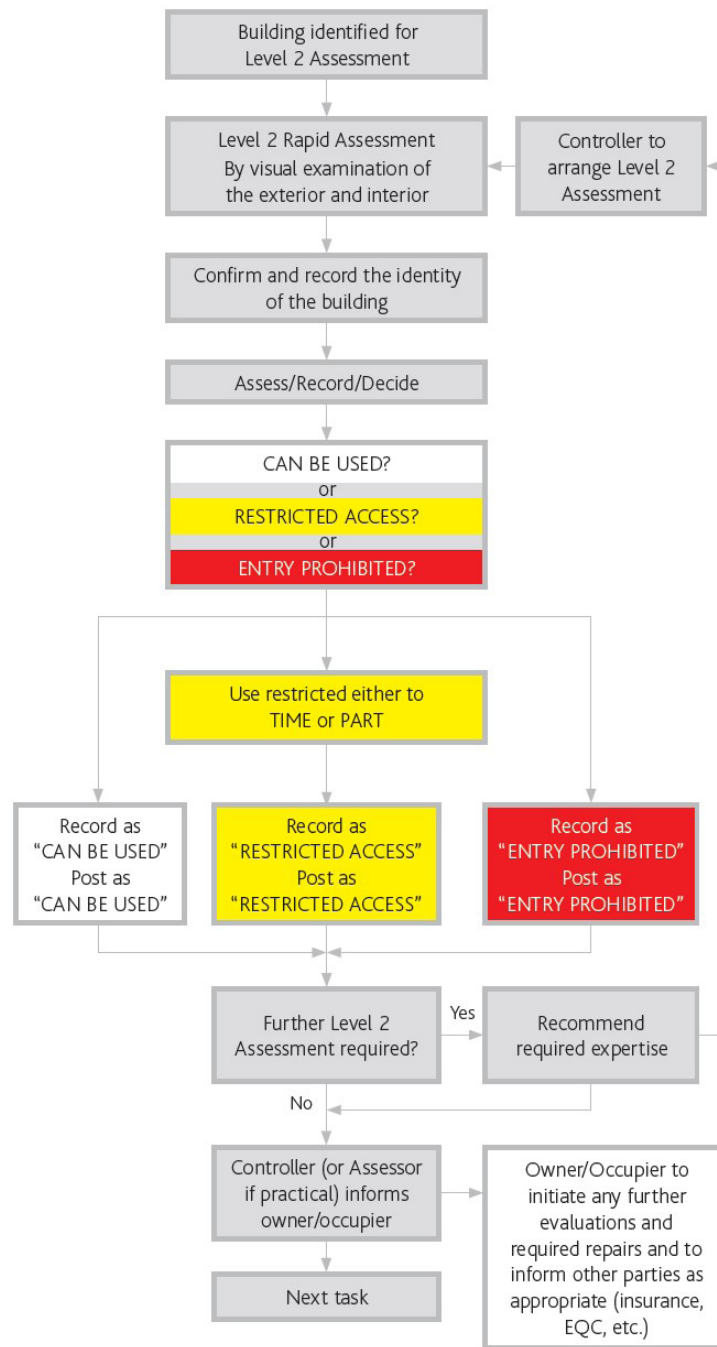 Building identified for
Level 2 Assessment
Level 2 Rapid Assessment
By visual examination of
the exterior and interior
Controller to
arrange Level 2
Assessment
Confirm and record the identity
of the building
Assess/Record/Decide
CAN BE USED?
or
RESTRICTED ACCESS?
or
ENTRY PROHIBITED?
Use restricted either to
TIME or PART
Record as
“CAN BE USED”
Post as
“CAN BE USED”
Record as
“RESTRICTED ACCESS”
Post as
“RESTRICTED ACCESS”
Record as
“ENTRY PROHIBITED”
Post as
“ENTRY PROHIBITED”
Further Level 2
Assessment required?
Yes
Recommend
required expertise
No
Controller (or Assessor
if practical) informs
owner/occupier
Owner/Occupier to
initiate any further
evaluations and
required repairs and to
inform other parties as
appropriate (insurance,
EQC, etc.)
Next task